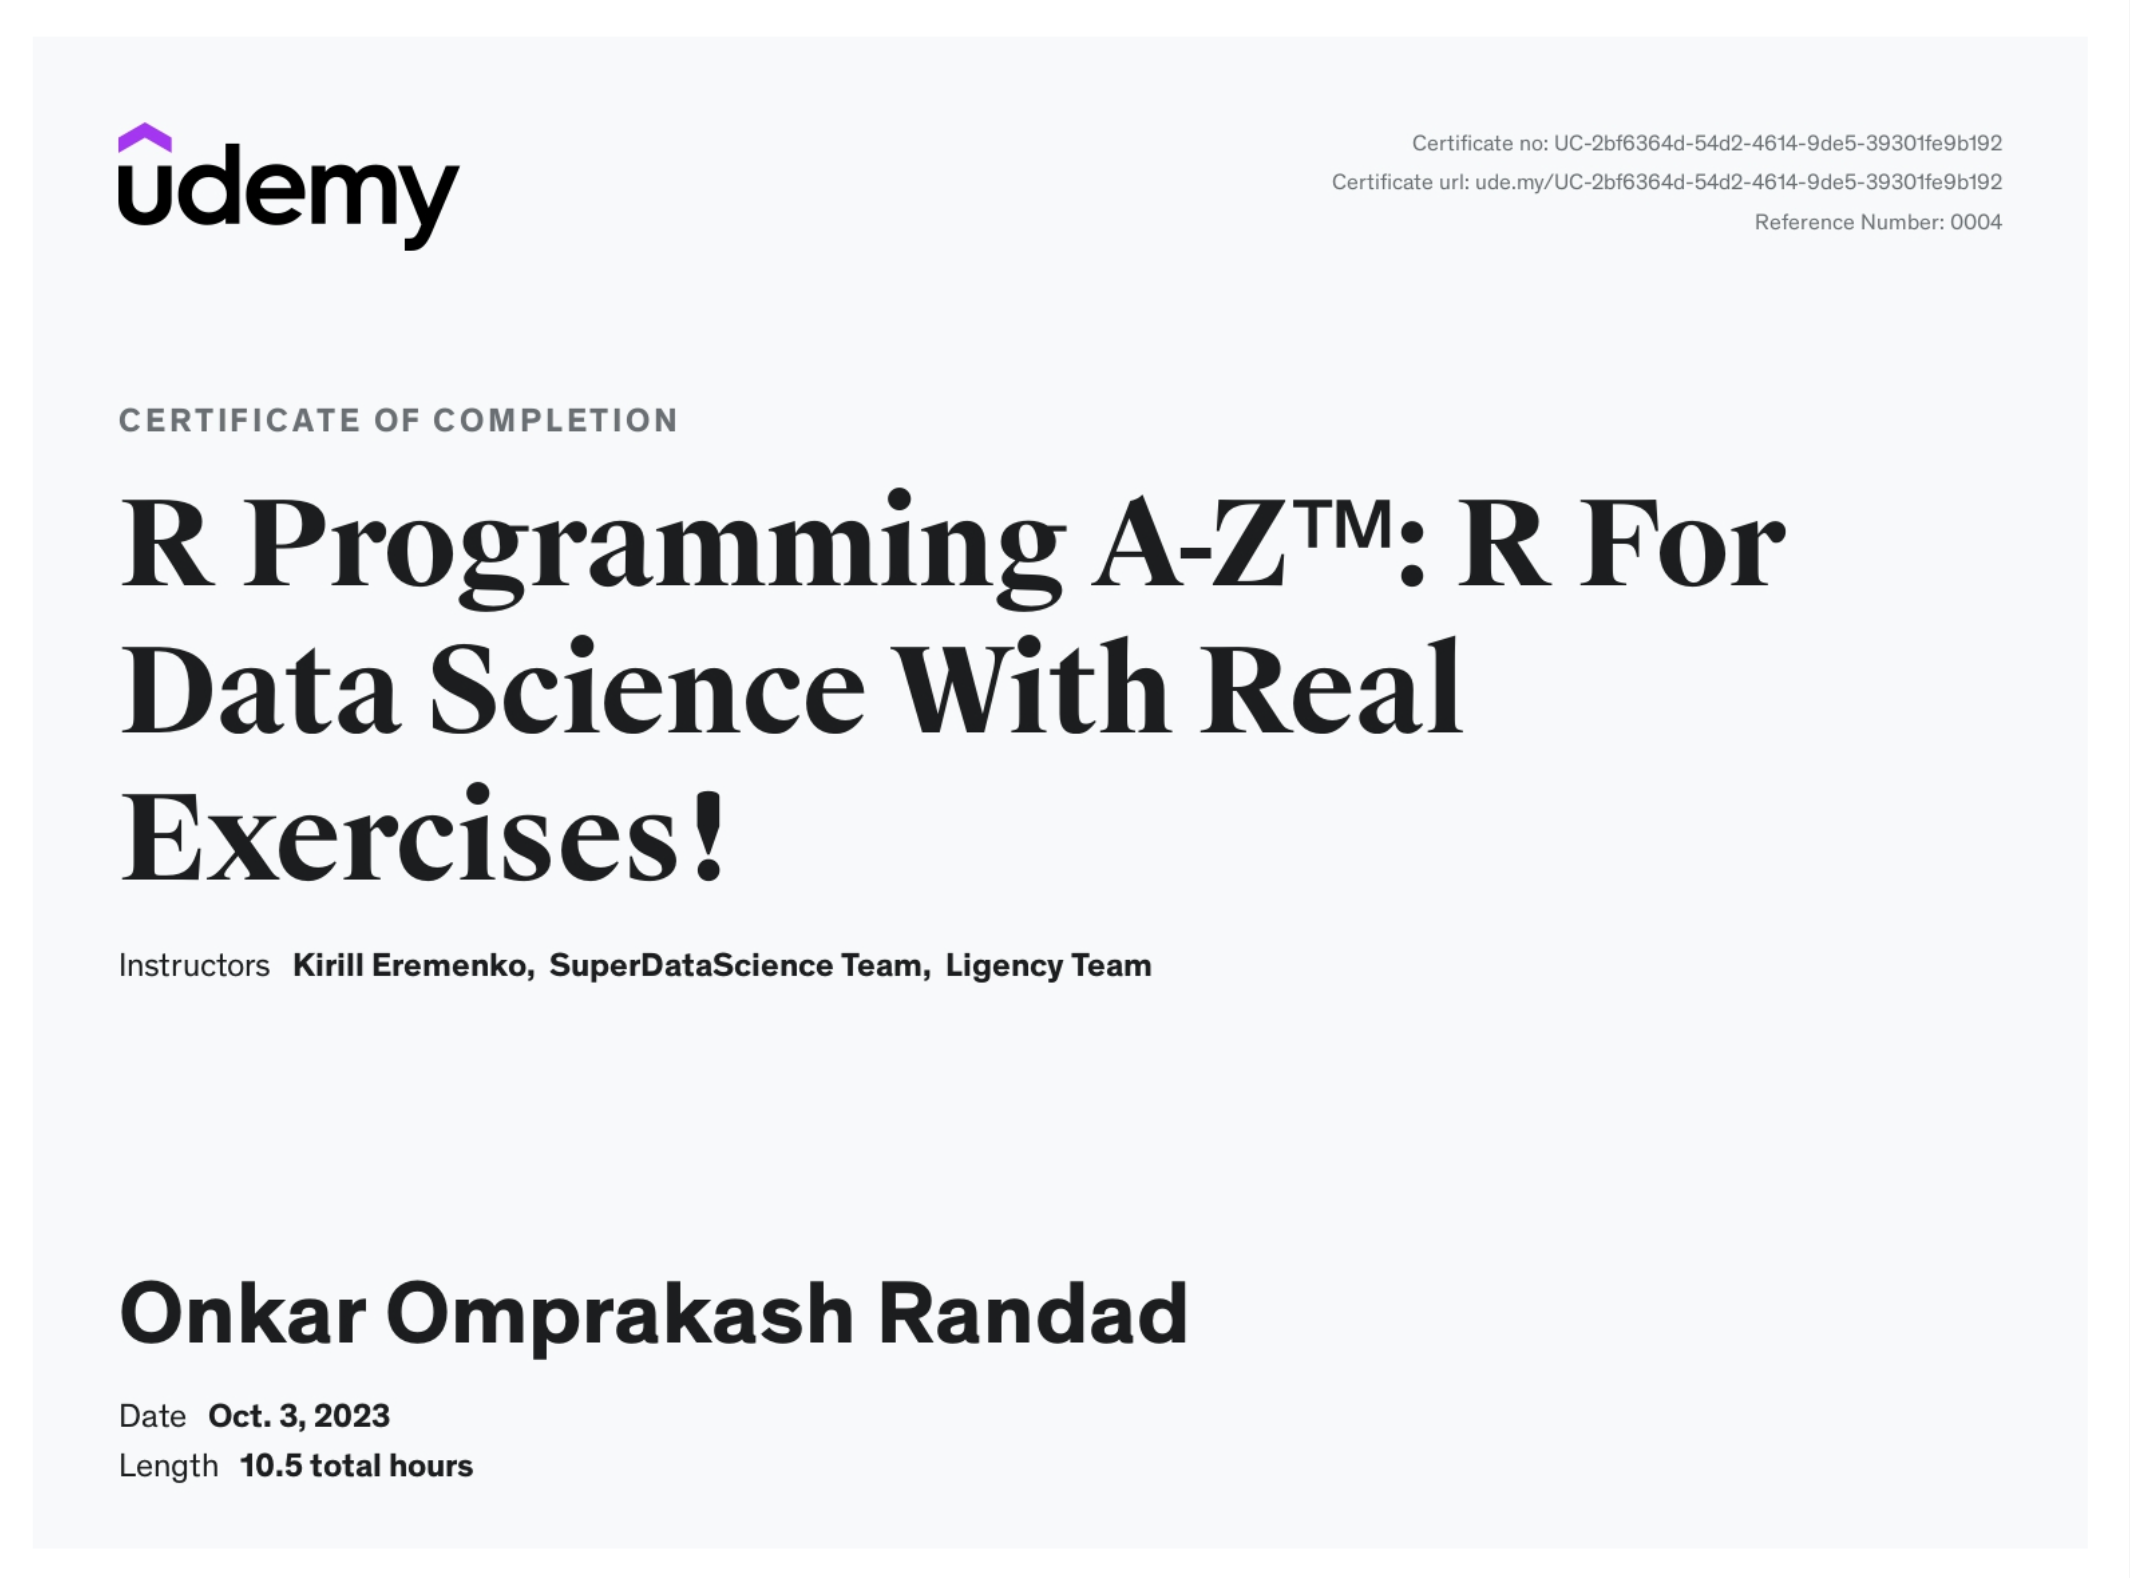 udemy
Certificate no: UC-2bf6364d-54d2-4614-9de5-39301fe9b192
Certificate url: ude.my/UC-2bf6364d-54d2-4614-9de5-39301fe9b192
Reference Number: 0004
CERTIFICATE OF COMPLETION
R Programming A-Z™: R For
Data Science With Real
Exercises!
Instructors Kirill Eremenko, SuperDataScience Team, Ligency Team
Onkar Omprakash Randad
Date Oct. 3, 2023
Length 10.5 total hours